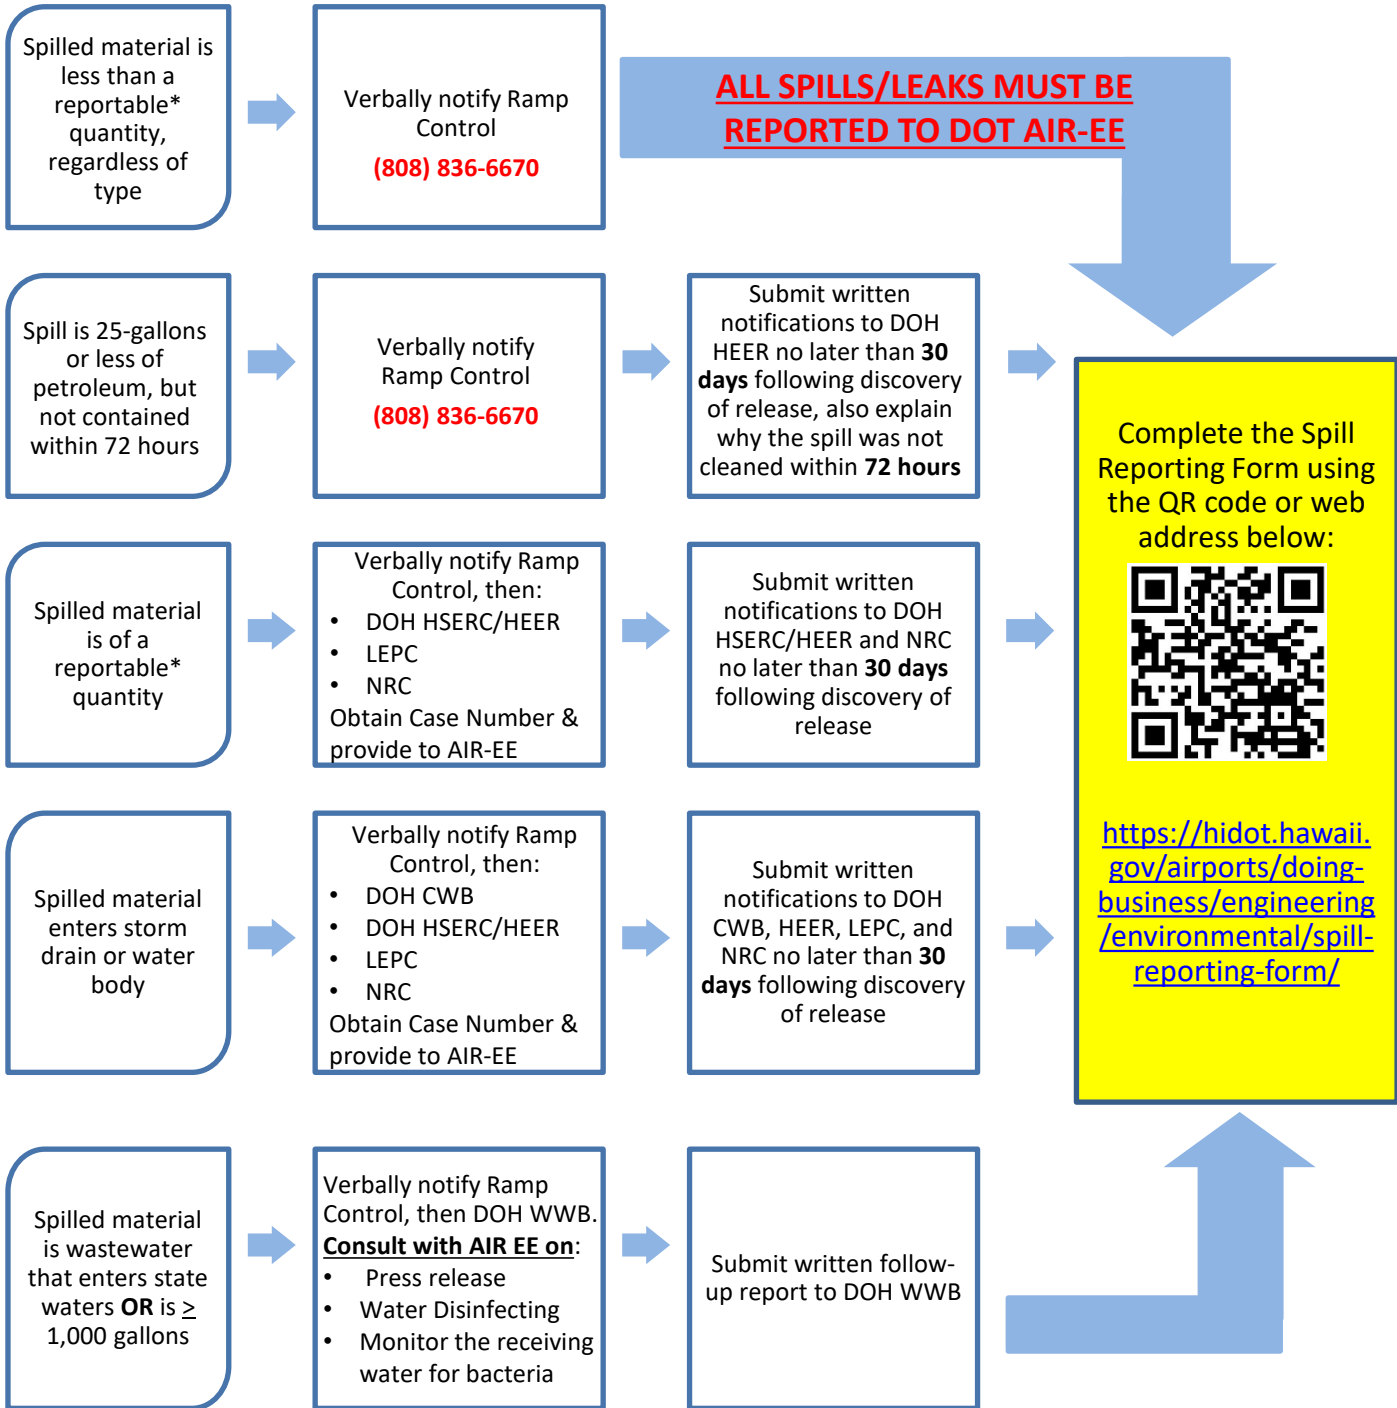 Spilled material is
less than a
reportable*
quantity,
regardless of
type
Verbally notify Ramp
Control
(808) 836-6670
ALL SPILLS/LEAKS MUST BE
REPORTED TO DOT AIR-EE
Spill is 25-gallons
or less of
petroleum, but
not contained
within 72 hours
Verbally notify
Ramp Control
(808) 836-6670
Submit written
notifications to DOH
HEER no later than 30
days following discovery
of release, also explain
why the spill was not
cleaned within 72 hours
Spilled material
is of a
reportable*
quantity
Verbally notify Ramp
Control, then:
• DOH HSERC/HEER
• LEPC
• NRC
Obtain Case Number &
provide to AIR-EE
Submit written
notifications to DOH
HSERC/HEER and NRC
no later than 30 days
following discovery of
release
Spilled material
enters storm
drain or water
body
Verbally notify Ramp
Control, then:
• DOH CWB
• DOH HSERC/HEER
• LEPC
• NRC
Obtain Case Number &
provide to AIR-EE
Submit written
notifications to DOH
CWB, HEER, LEPC, and
NRC no later than 30
days following discovery
of release
Spilled material
is wastewater
that enters state
waters OR is ≥
1,000 gallons
Verbally notify Ramp
Control, then DOH WWB.
Consult with AIR EE on:
• Press release
• Water Disinfecting
• Monitor the receiving
water for bacteria
Submit written follow-
up report to DOH WWB
Complete the Spill
Reporting Form using
the QR code or web
address below:
https://hidot.hawaii.
gov/airports/doing-
business/engineering
/environmental/spill-
reporting-form/